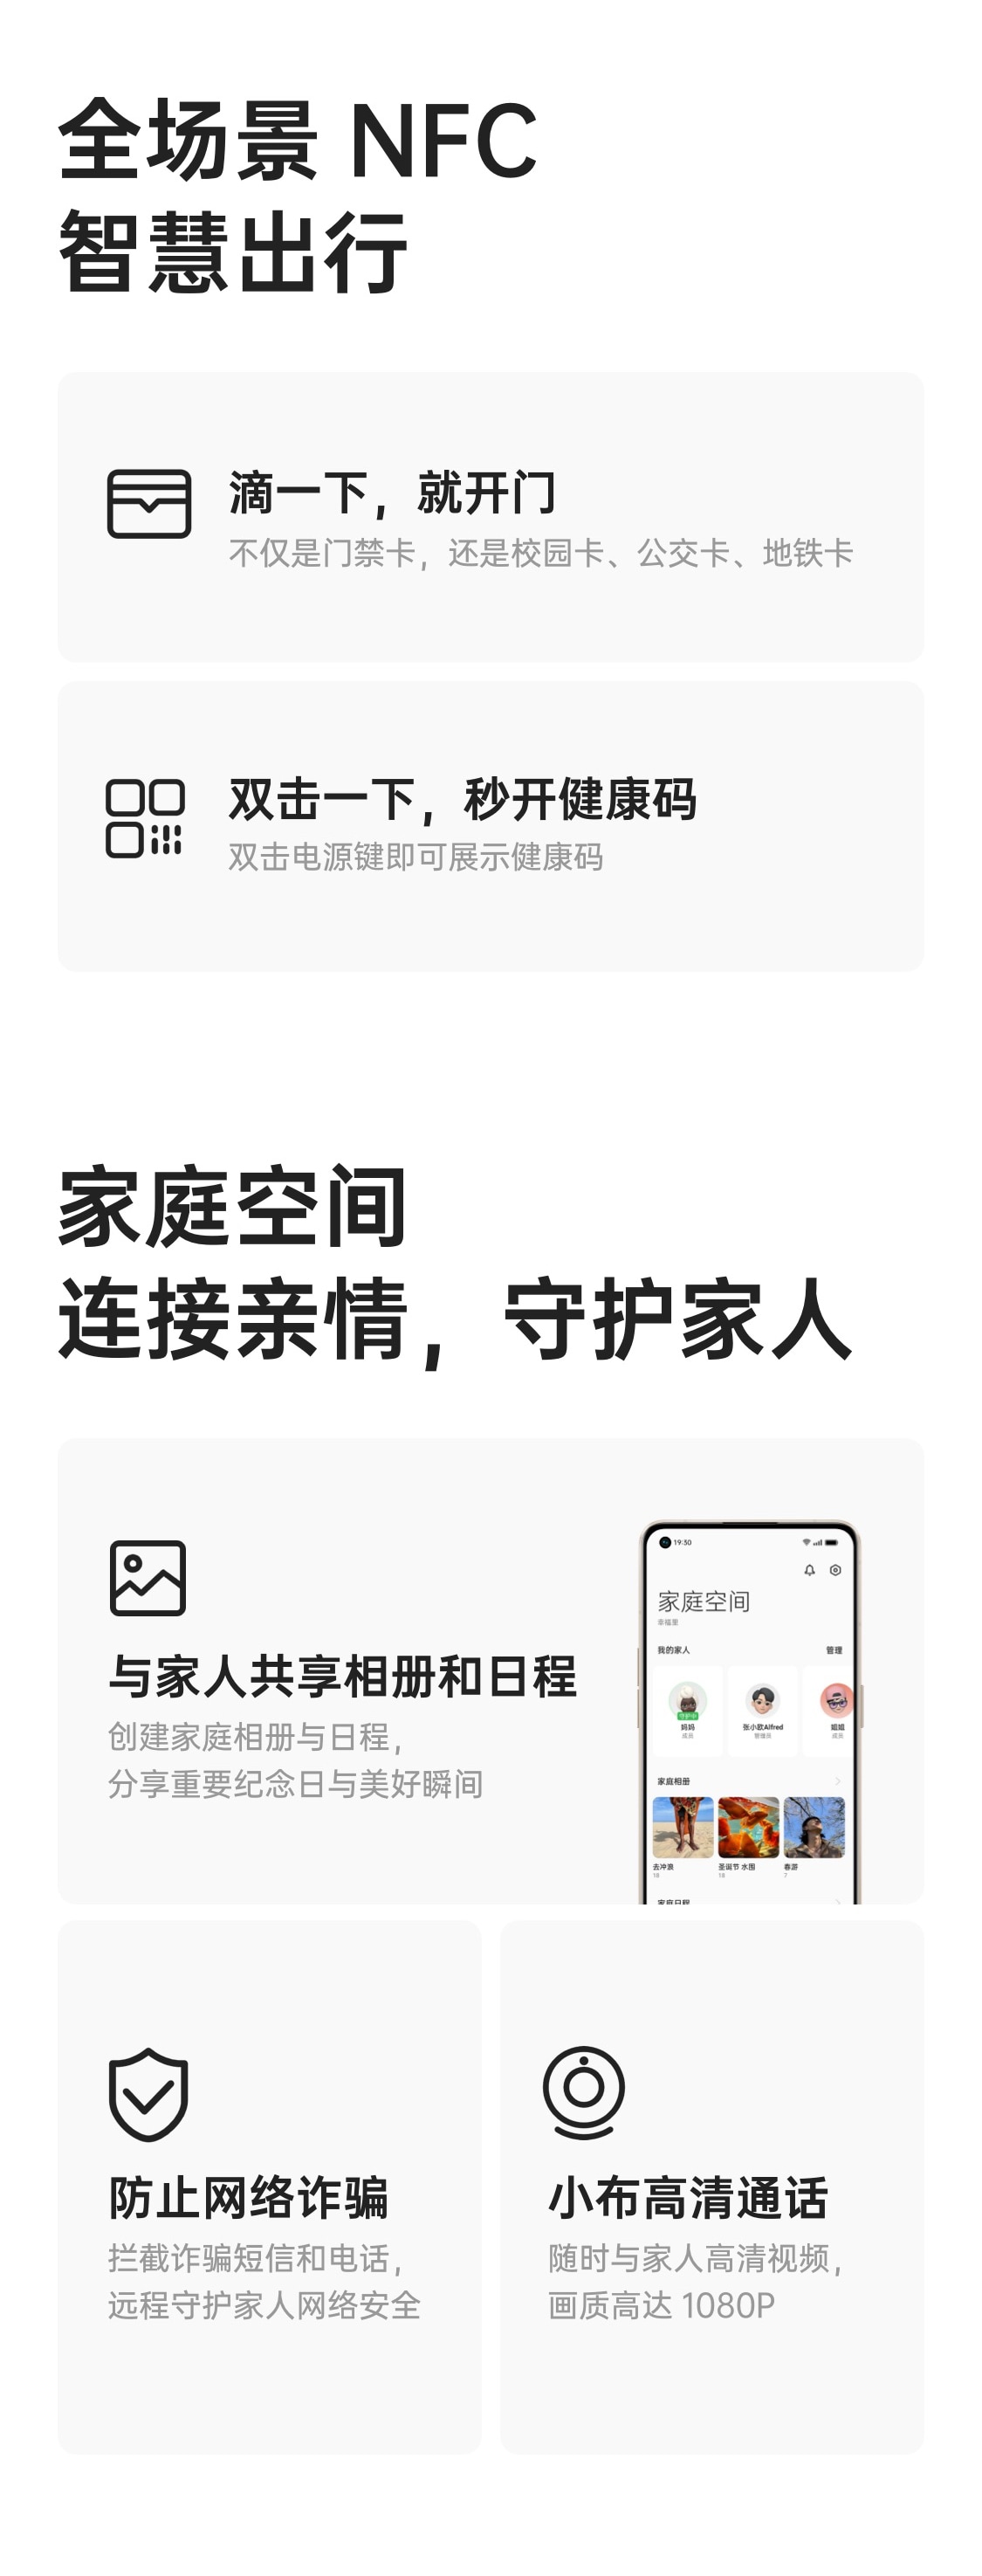 全场景 NFC
智慧出行
滴一下，就开门
不仅是门禁卡，还是校园卡、公交卡、地铁卡
双击一下，秒开健康码
双击电源键即可展示健康码
家庭空间
连接亲情，守护家人
与家人共享相册和日程
创建家庭相册与日程，
分享重要纪念日与美好瞬间
19:30
家庭空间
幸福里
我的家人 管理
守护中
妈妈 张小欧Alfred 姐姐
成员 管理员 成员
家庭相册
去冲浪 圣诞节 水围 春游
18 18 7
家庭日程
防止网络诈骗
拦截诈骗短信和电话，
远程守护家人网络安全
小布高清通话
随时与家人高清视频，
画质高达 1080P